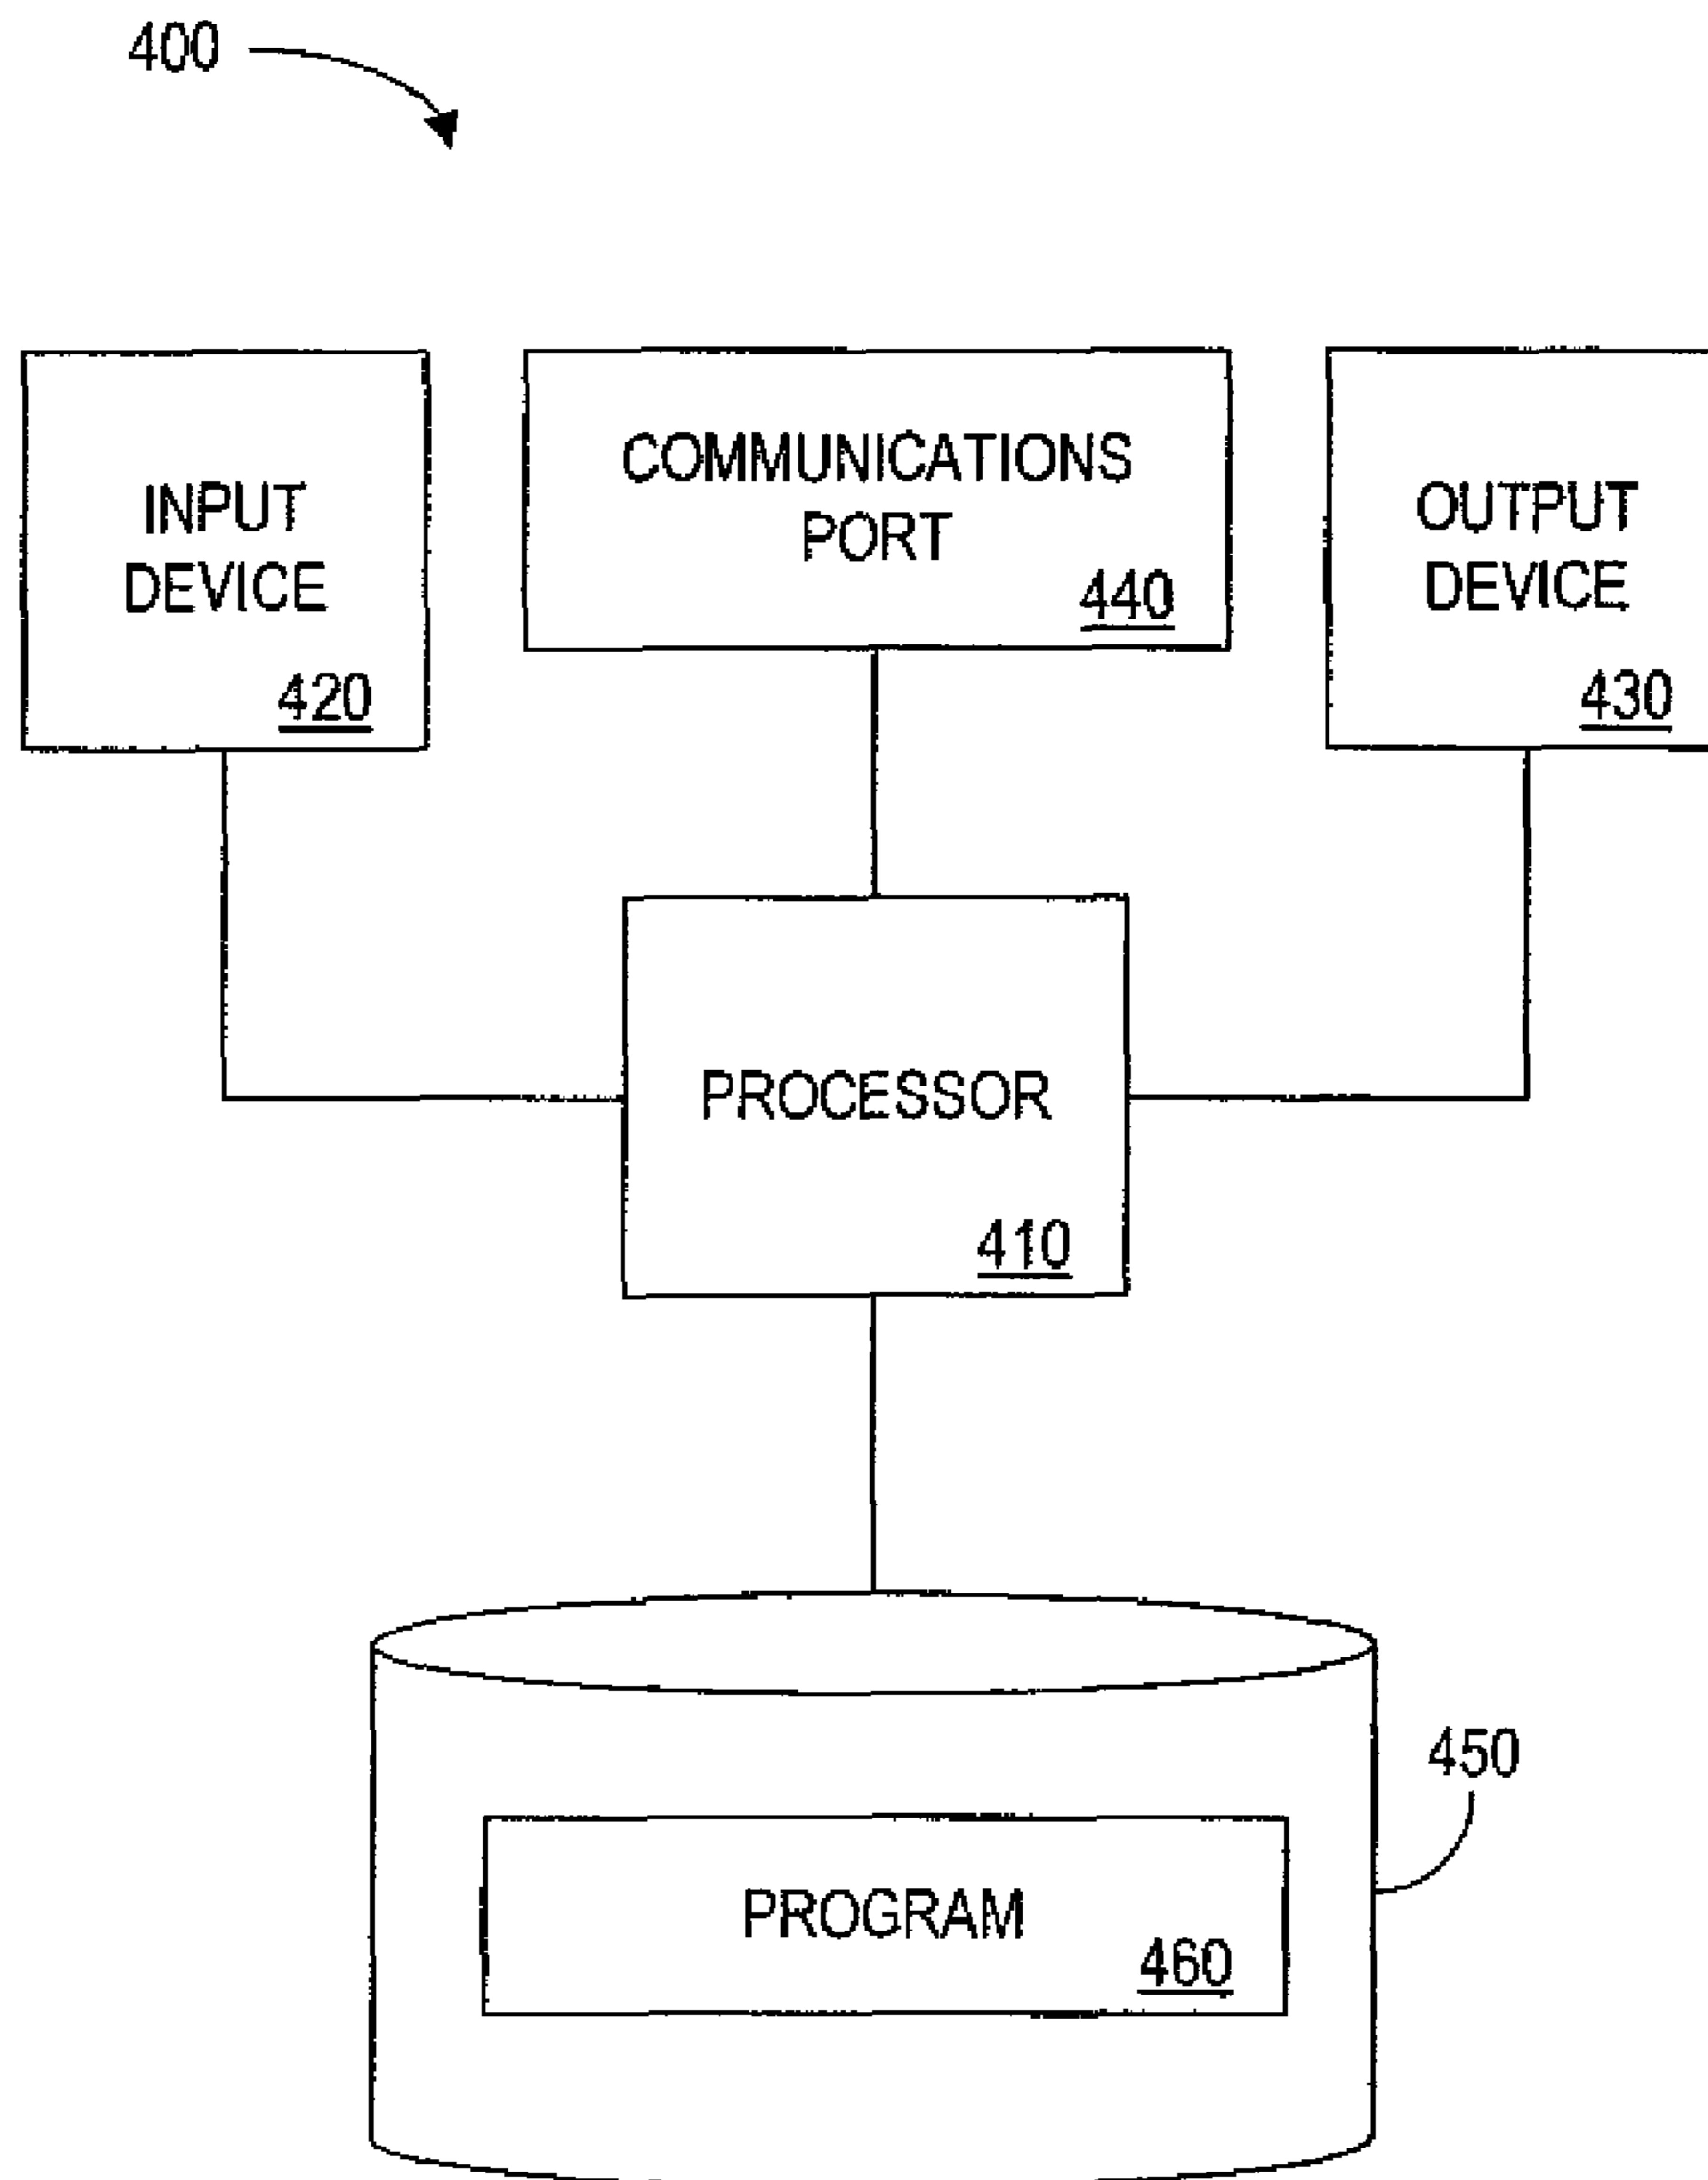 400
INPUT
DEVICE
420
COMMUNICATIONS
PORT
440
OUTPUT
DEVICE
430
PROCESSOR
410
450
PROGRAM
460